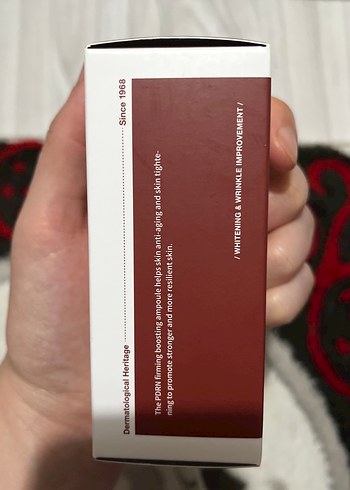 Dermatological Heritage Since 1968
The PDRN firming boosting ampoule helps skin anti-aging and skin tighte-
ning to promote stronger and more resilient skin.
/ WHITENING & WRINKLE IMPROVEMENT /